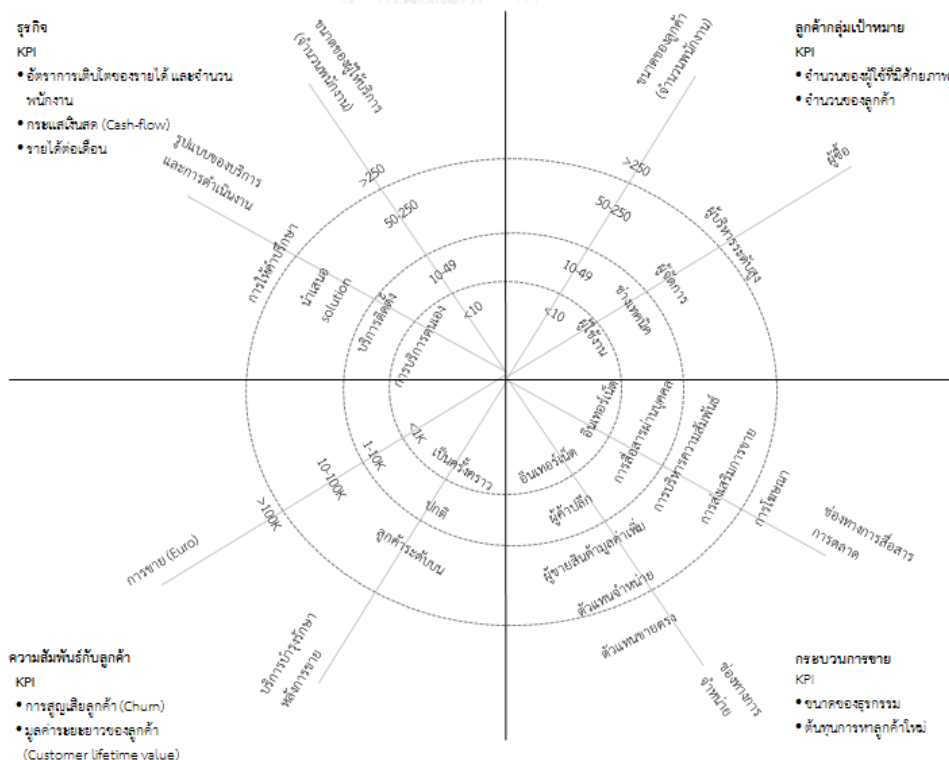 ธุรกิจ
KPI
• อัตราการเติบโตของรายได้ และจำนวน
พนักงาน
• กระแสเงินสด (Cash-flow)
• รายได้ต่อเดือน
ขนาดของผู้ให้บริการ
(จำนวนพนักงาน)
>250
50-250
10-49
<10
รูปแบบของบริการ
และการดำเนินงาน
การให้คำปรึกษา
นำเสนอ
solution
บริการติดตั้ง
การบริการตนเอง
ลูกค้ากลุ่มเป้าหมาย
KPI
• จำนวนของผู้ใช้ที่มีศักยภาพ
• จำนวนของลูกค้า
ขนาดของลูกค้า
(จำนวนพนักงาน)
>250
50-250
10-49
<10
ผู้ซื้อ
ผู้บริหารระดับสูง
ผู้จัดการ
ช่างเทคนิค
ผู้ใช้งาน
<1K
1-10K
10-100K
>100K
การขาย (Euro)
เป็นครั้งคราว
ปกติ
ลูกค้าระดับบน
บริการบำรุงรักษา
หลังการขาย
ความสัมพันธ์กับลูกค้า
KPI
• การสูญเสียลูกค้า (Churn)
• มูลค่าระยะยาวของลูกค้า
(Customer lifetime value)
อินเทอร์เน็ต
การสื่อสารผ่านบุคคล
การบริหารความสัมพันธ์
การส่งเสริมการขาย
การโฆษณา
ช่องทางการสื่อสาร
การตลาด
อินเทอร์เน็ต
ผู้ค้าปลีก
ผู้ขายสินค้ามูลค่าเพิ่ม
ตัวแทนจำหน่าย
ตัวแทนขายตรง
ช่องทางการ
จำหน่าย
กระบวนการขาย
KPI
• ขนาดของธุรกรรม
• ต้นทุนการหาลูกค้าใหม่